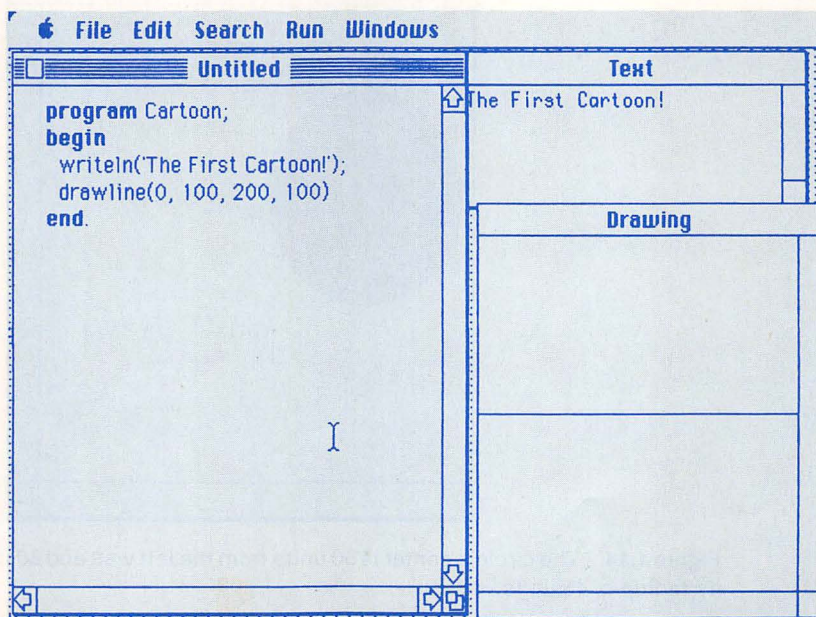 File Edit Search Run Windows
Untitled
program Cartoon;
begin
writeln('The First Cartoon!');
drawline(0, 100, 200, 100)
end.
Text
The First Cartoon!
Drawing